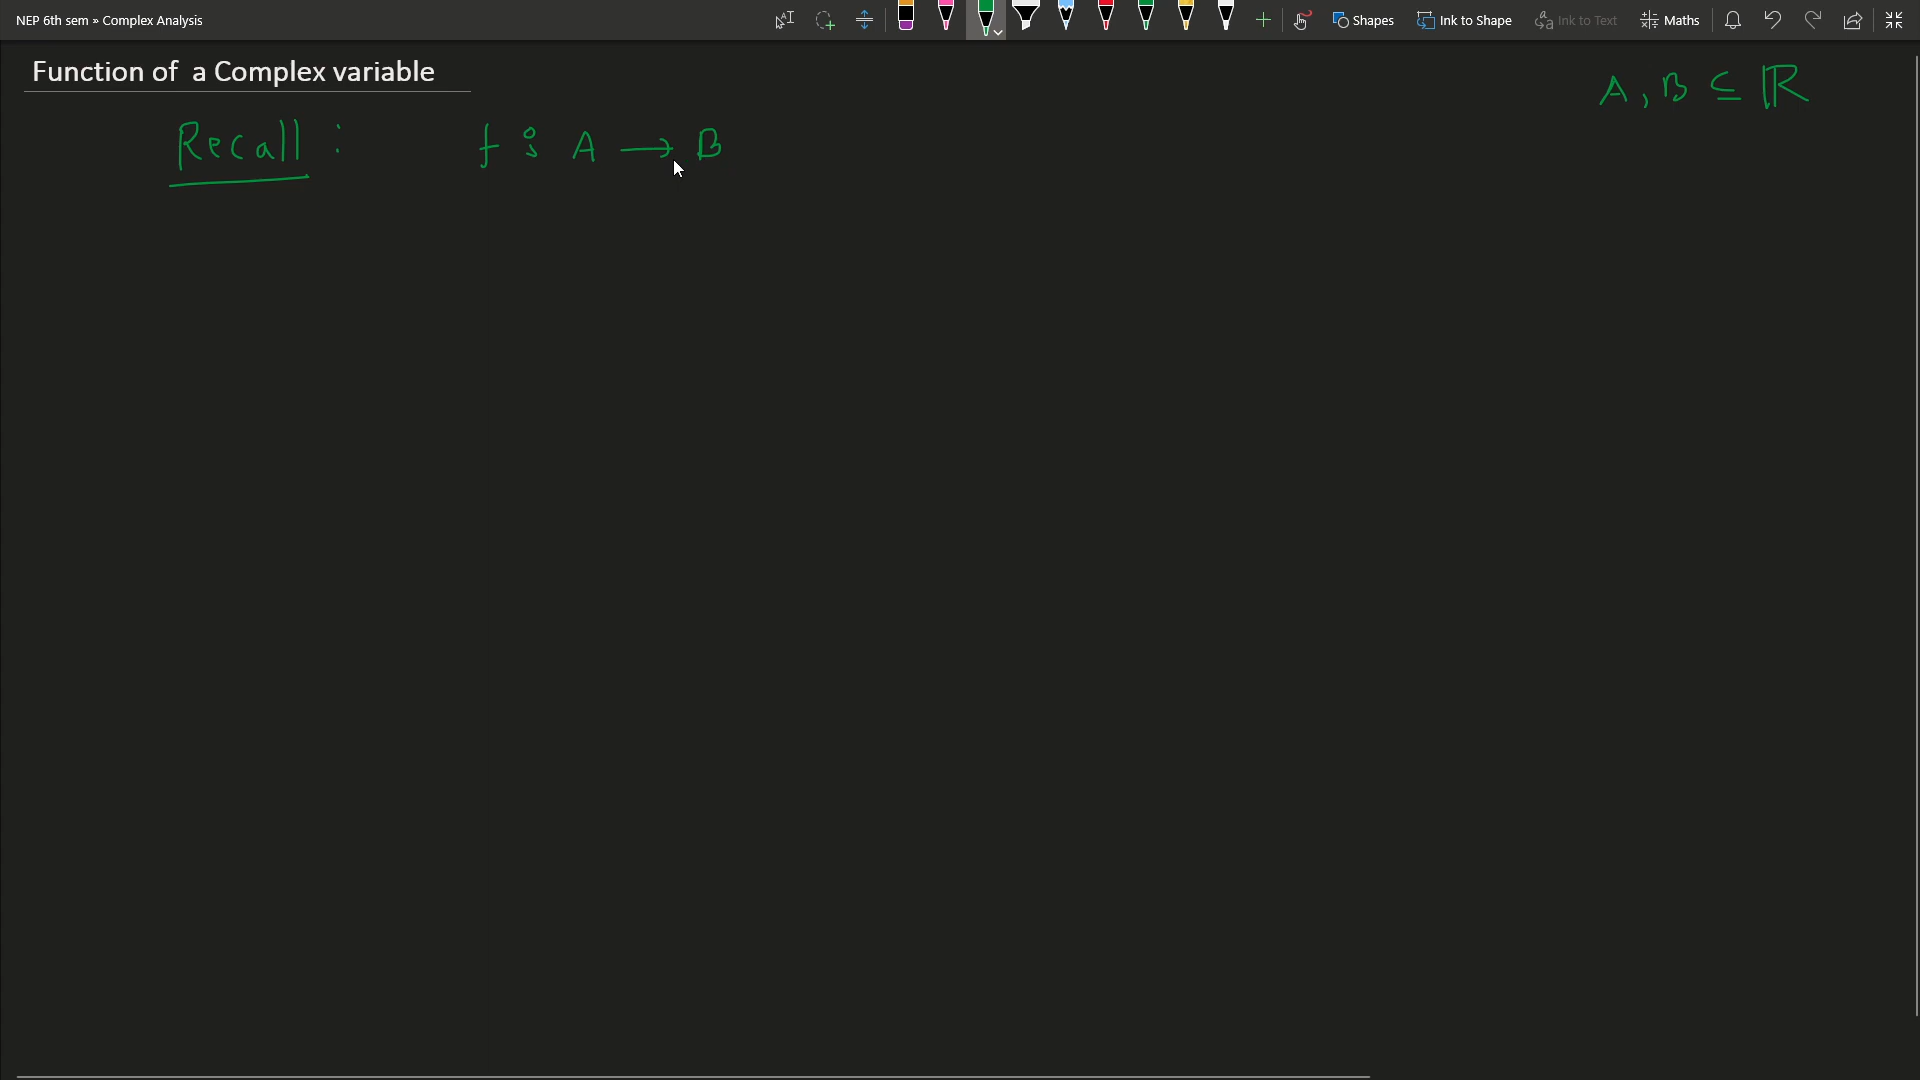 NEP 6th sem » Complex Analysis
Shapes Ink to Shape Ink to Text Maths
Function of a Complex variable
A, B ⊆ ℝ
Recall : f : A ⟶ B